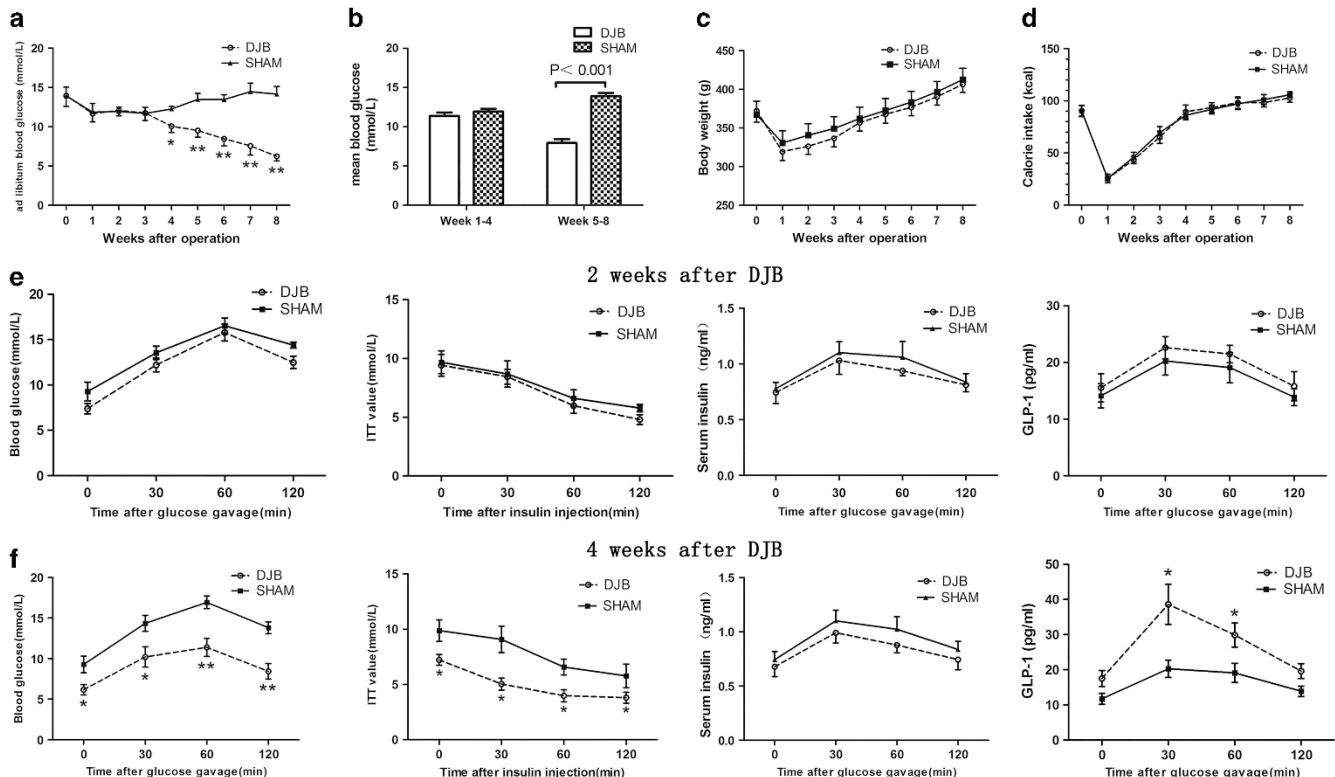 a
ad libitum blood glucose (mmol/L)
20
15
10
5
0
DJB
SHAM
*
**
**
**
**
0 1 2 3 4 5 6 7 8
Weeks after operation
b
mean blood glucose
(mmol/L)
20
15
10
5
0
DJB
SHAM
P< 0.001
Week 1-4
Week 5-8
c
Body weight (g)
450
400
350
300
250
DJB
SHAM
0 1 2 3 4 5 6 7 8
Weeks after operation
d
Calorie intake (kcal)
150
100
50
0
DJB
SHAM
0 1 2 3 4 5 6 7 8
Weeks after operation
2 weeks after DJB
e
Blood glucose(mmol/L)
20
15
10
5
0
DJB
SHAM
0 30 60 120
Time after glucose gavage(min)
ITT value(mmol/L)
15
10
5
0
DJB
SHAM
0 30 60 120
Time after insulin injection(min)
Serum insulin (ng/ml)
1.5
1.0
0.5
0.0
DJB
SHAM
0 30 60 120
Time after glucose gavage(min)
GLP-1 (pg/ml)
30
20
10
0
DJB
SHAM
0 30 60 120
Time after glucose gavage(min)
4 weeks after DJB
f
Blood glucose(mmol/L)
20
15
10
5
0
DJB
SHAM
*
*
**
**
0 30 60 120
Time after glucose gavage(min)
ITT value(mmol/L)
15
10
5
0
DJB
SHAM
*
*
*
*
0 30 60 120
Time after insulin injection(min)
Serum insulin (ng/ml)
1.5
1.0
0.5
0.0
DJB
SHAM
0 30 60 120
Time after glucose gavage(min)
GLP-1 (pg/ml)
50
40
30
20
10
0
*
*
DJB
SHAM
0 30 60 120
Time after glucose gavage(min)